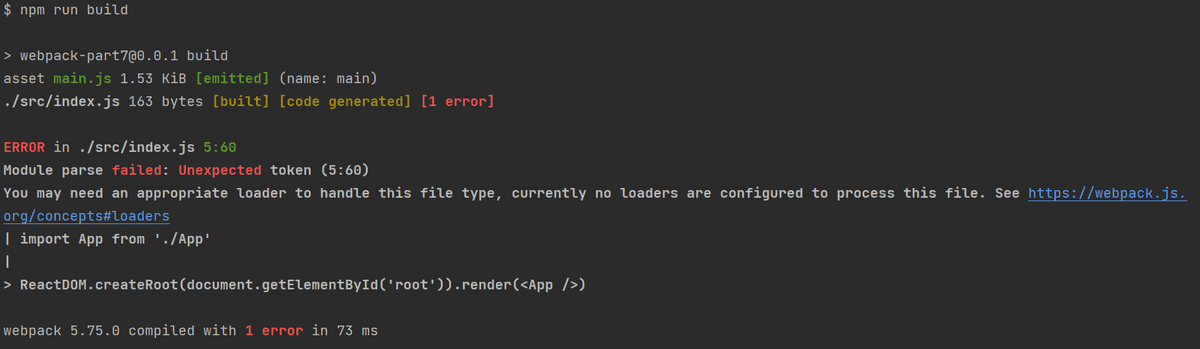 $ npm run build
> webpack-part7@0.0.1 build
asset main.js 1.53 KiB [emitted] (name: main)
./src/index.js 163 bytes [built] [code generated] [1 error]
ERROR in ./src/index.js 5:60
Module parse failed: Unexpected token (5:60)
You may need an appropriate loader to handle this file type, currently no loaders are configured to process this file. See https://webpack.js.
org/concepts#loaders
| import App from './App'
|
> ReactDOM.createRoot(document.getElementById('root')).render(<App />)
webpack 5.75.0 compiled with 1 error in 73 ms